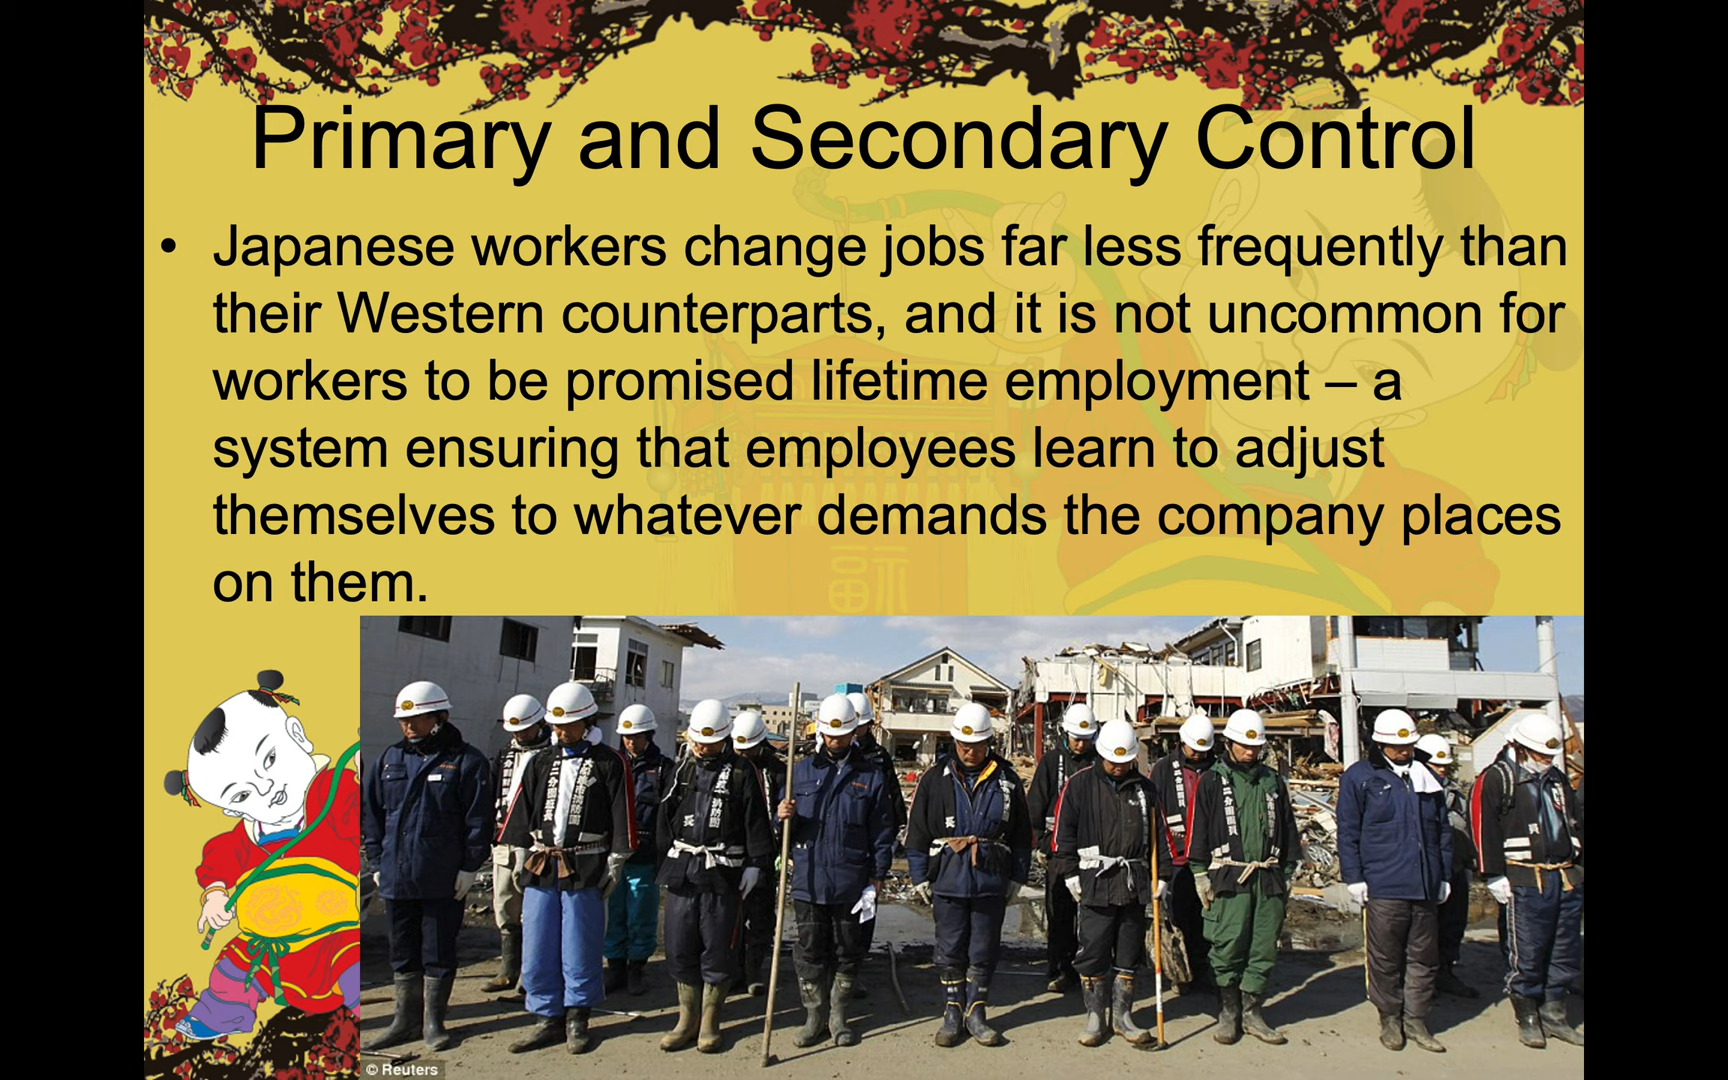 Primary and Secondary Control
• Japanese workers change jobs far less frequently than
their Western counterparts, and it is not uncommon for
workers to be promised lifetime employment – a
system ensuring that employees learn to adjust
themselves to whatever demands the company places
on them.
© Reuters